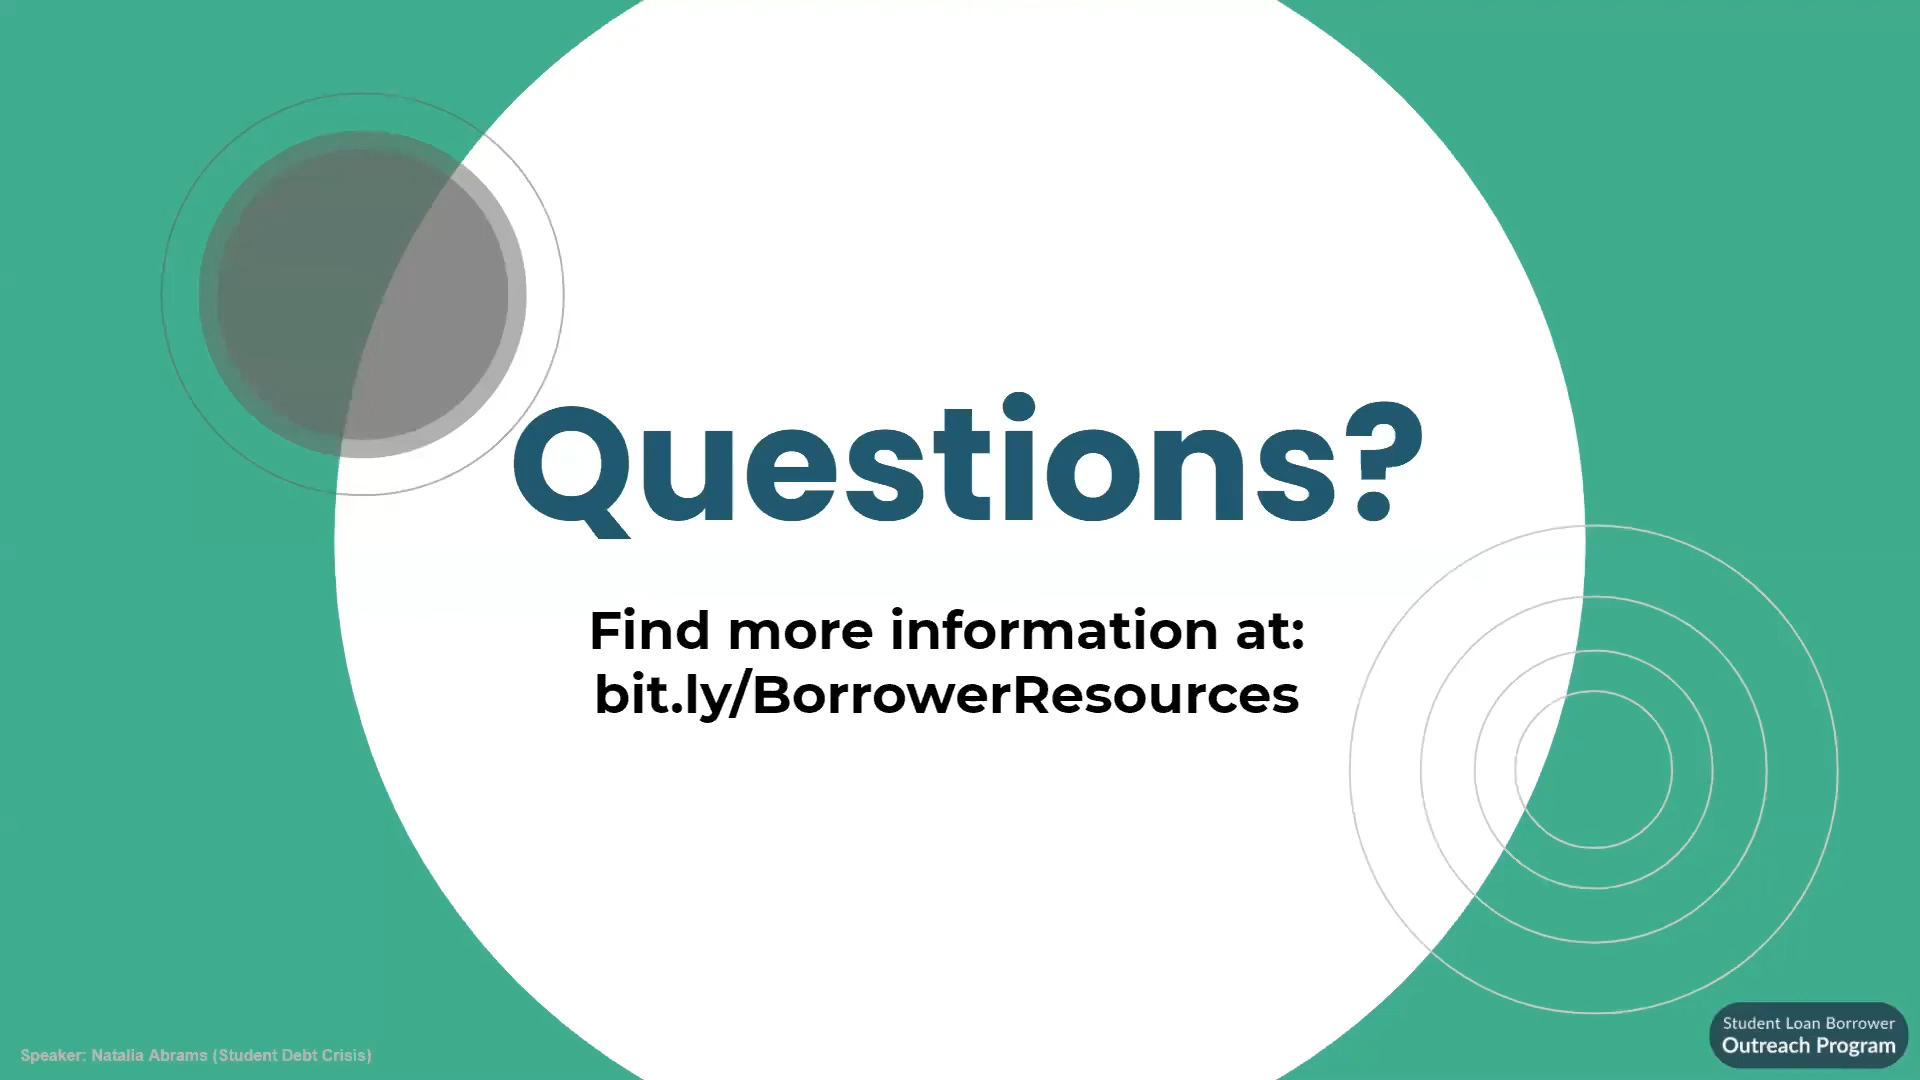 Questions?
Find more information at:
bit.ly/BorrowerResources
Speaker: Natalia Abrams (Student Debt Crisis)
Student Loan Borrower
Outreach Program